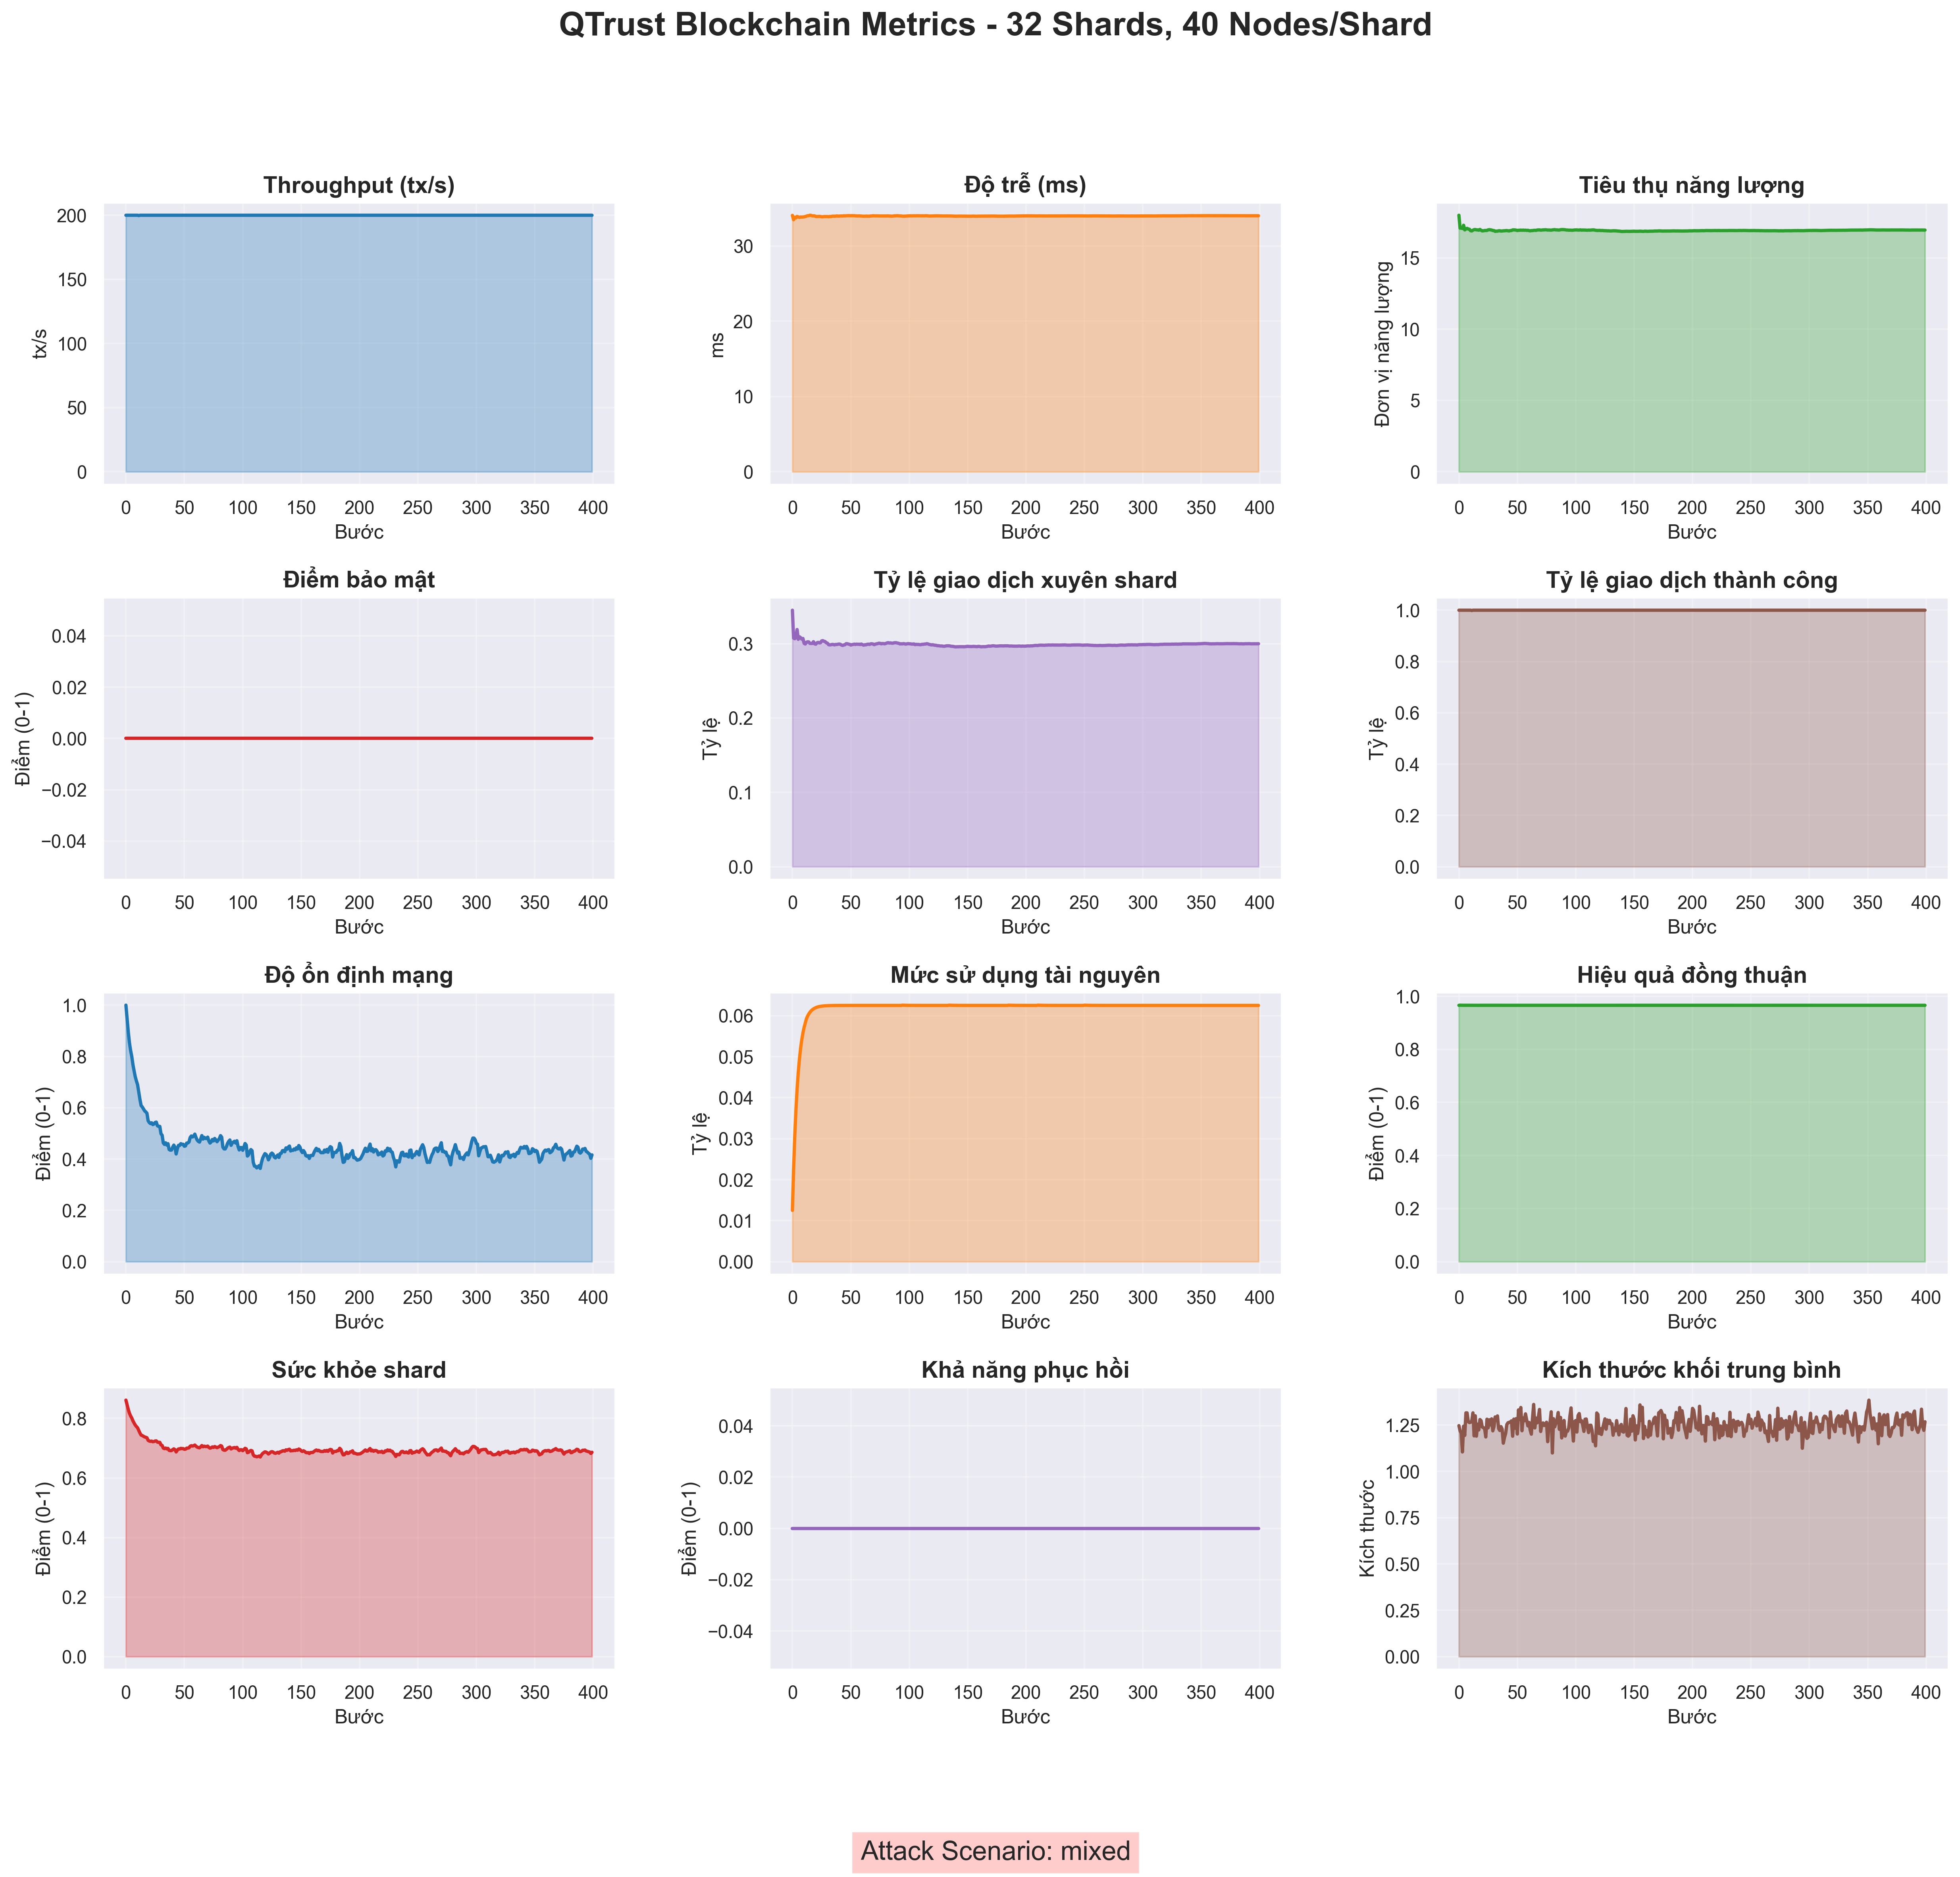 QTrust Blockchain Metrics - 32 Shards, 40 Nodes/Shard
Throughput (tx/s)
tx/s
200
150
100
50
0
0 50 100 150 200 250 300 350 400
Bước
Độ trễ (ms)
ms
30
20
10
0
0 50 100 150 200 250 300 350 400
Bước
Tiêu thụ năng lượng
Đơn vị năng lượng
15
10
5
0
0 50 100 150 200 250 300 350 400
Bước
Điểm bảo mật
Điểm (0-1)
0.04
0.02
0.00
−0.02
−0.04
0 50 100 150 200 250 300 350 400
Bước
Tỷ lệ giao dịch xuyên shard
Tỷ lệ
0.3
0.2
0.1
0.0
0 50 100 150 200 250 300 350 400
Bước
Tỷ lệ giao dịch thành công
Tỷ lệ
1.0
0.8
0.6
0.4
0.2
0.0
0 50 100 150 200 250 300 350 400
Bước
Độ ổn định mạng
Điểm (0-1)
1.0
0.8
0.6
0.4
0.2
0.0
0 50 100 150 200 250 300 350 400
Bước
Mức sử dụng tài nguyên
Tỷ lệ
0.06
0.05
0.04
0.03
0.02
0.01
0.00
0 50 100 150 200 250 300 350 400
Bước
Hiệu quả đồng thuận
Điểm (0-1)
1.0
0.8
0.6
0.4
0.2
0.0
0 50 100 150 200 250 300 350 400
Bước
Sức khỏe shard
Điểm (0-1)
0.8
0.6
0.4
0.2
0.0
0 50 100 150 200 250 300 350 400
Bước
Khả năng phục hồi
Điểm (0-1)
0.04
0.02
0.00
−0.02
−0.04
0 50 100 150 200 250 300 350 400
Bước
Kích thước khối trung bình
Kích thước
1.25
1.00
0.75
0.50
0.25
0.00
0 50 100 150 200 250 300 350 400
Bước
Attack Scenario: mixed